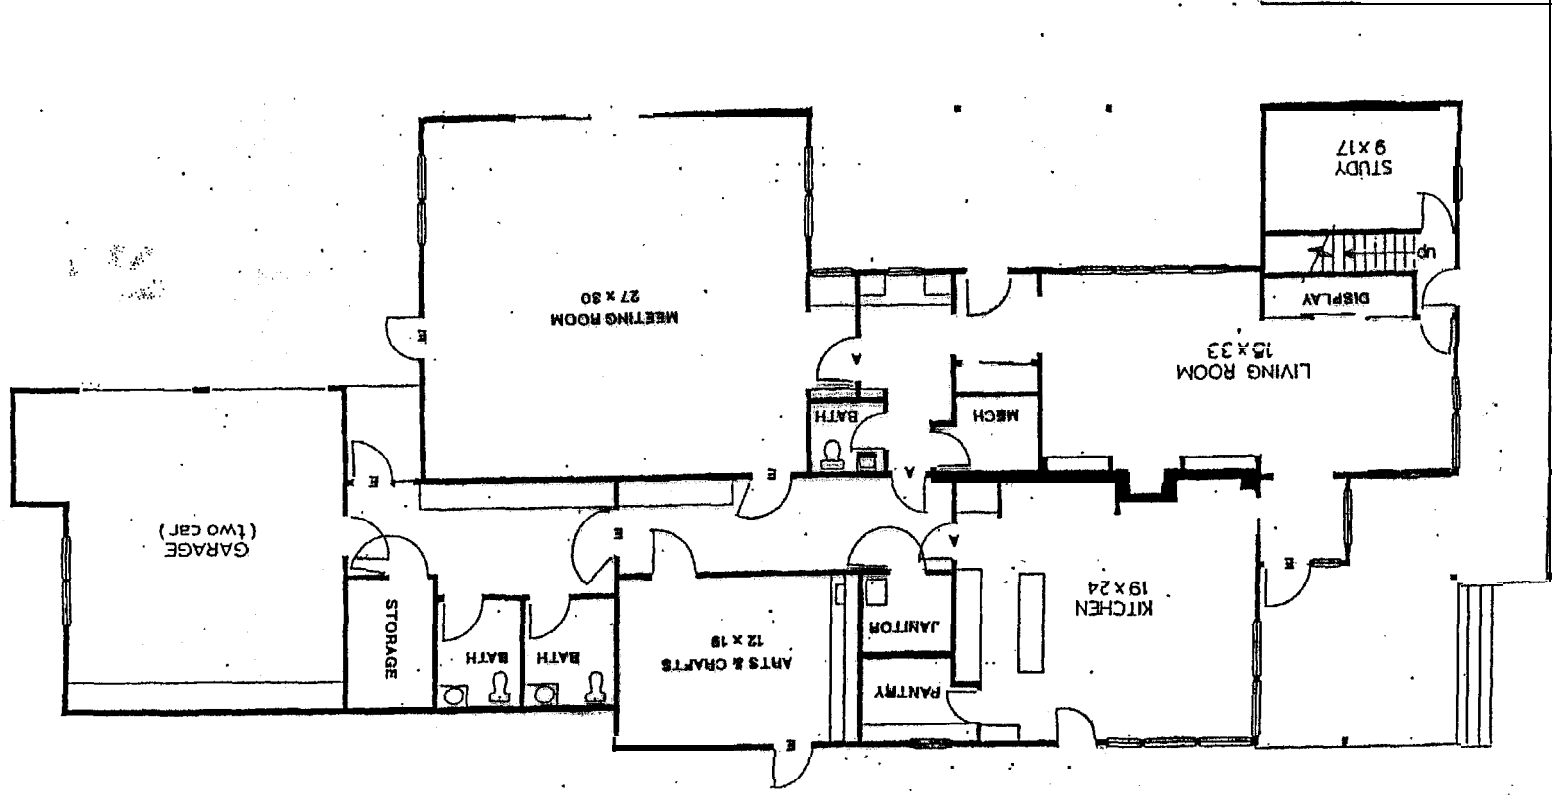 E
PANTRY
ARTS & CRAFTS
12 x 19
BATH
BATH
STORAGE
JANITOR
KITCHEN
19 x 24
E
A
E
GARAGE
(two car)
E
A
E
MECH
BATH
LIVING ROOM
15 x 33
A
E
MEETING ROOM
27 x 30
DISPLAY
up
STUDY
9 x 17